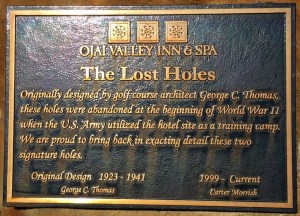 OJAI VALLEY INN & SPA
The Lost Holes
Originally designed by golf course architect George C. Thomas,
these holes were abandoned at the beginning of World War II
when the U.S. Army utilized the hotel site as a training camp.
We are proud to bring back in exacting detail these two
signature holes.
Original Design 1923 - 1941 1999 - Current
George C. Thomas Carter Morrish